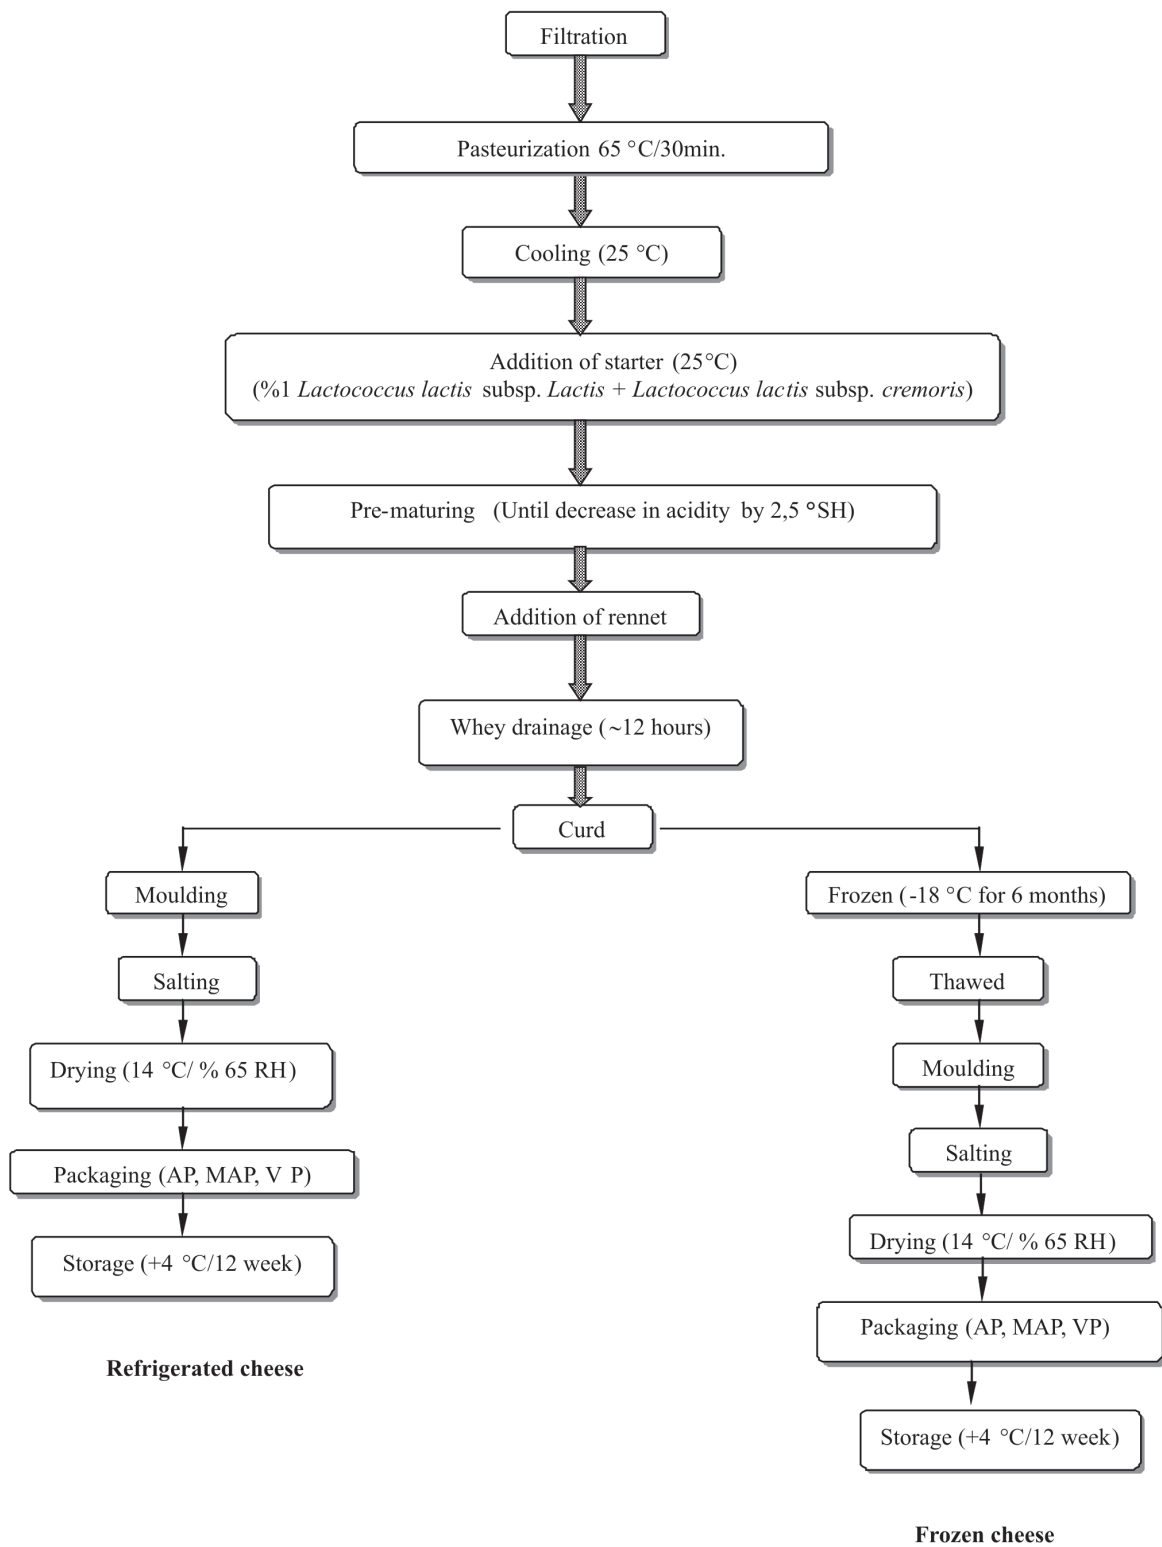 Filtration
Pasteurization 65 °C/30min.
Cooling (25 °C)
Addition of starter (25°C)
(%1 Lactococcus lactis subsp. Lactis + Lactococcus lactis subsp. cremoris)
Pre-maturing (Until decrease in acidity by 2,5 °SH)
Addition of rennet
Whey drainage (~12 hours)
Curd
Moulding
Salting
Drying (14 °C/ % 65 RH)
Packaging (AP, MAP, V P)
Storage (+4 °C/12 week)
Refrigerated cheese
Frozen (-18 °C for 6 months)
Thawed
Moulding
Salting
Drying (14 °C/ % 65 RH)
Packaging (AP, MAP, VP)
Storage (+4 °C/12 week)
Frozen cheese